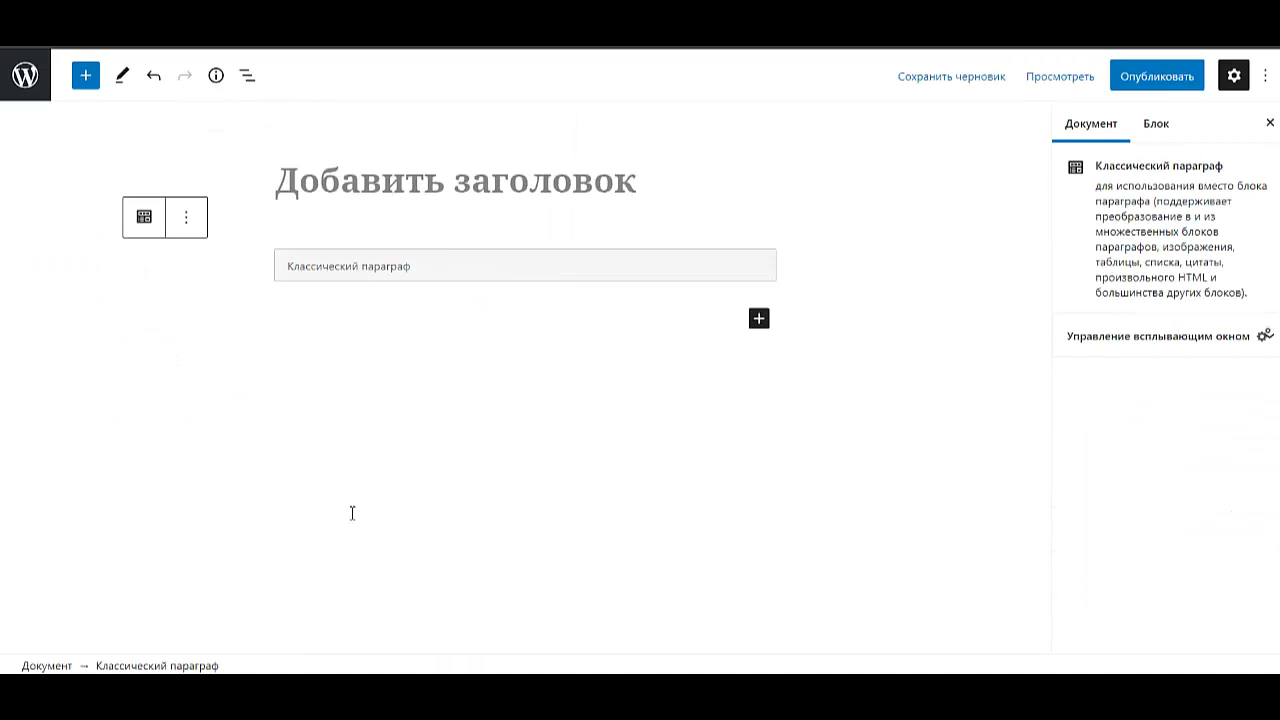 Сохранить черновик
Просмотреть
Опубликовать
Документ
Блок
Добавить заголовок
Классический параграф
Классический параграф
для использования вместо блока
параграфа (поддерживает
преобразование в и из
множественных блоков
параграфов, изображения,
таблицы, списка, цитаты,
произвольного HTML и
большинства других блоков).
Управление всплывающим окном
Документ → Классический параграф